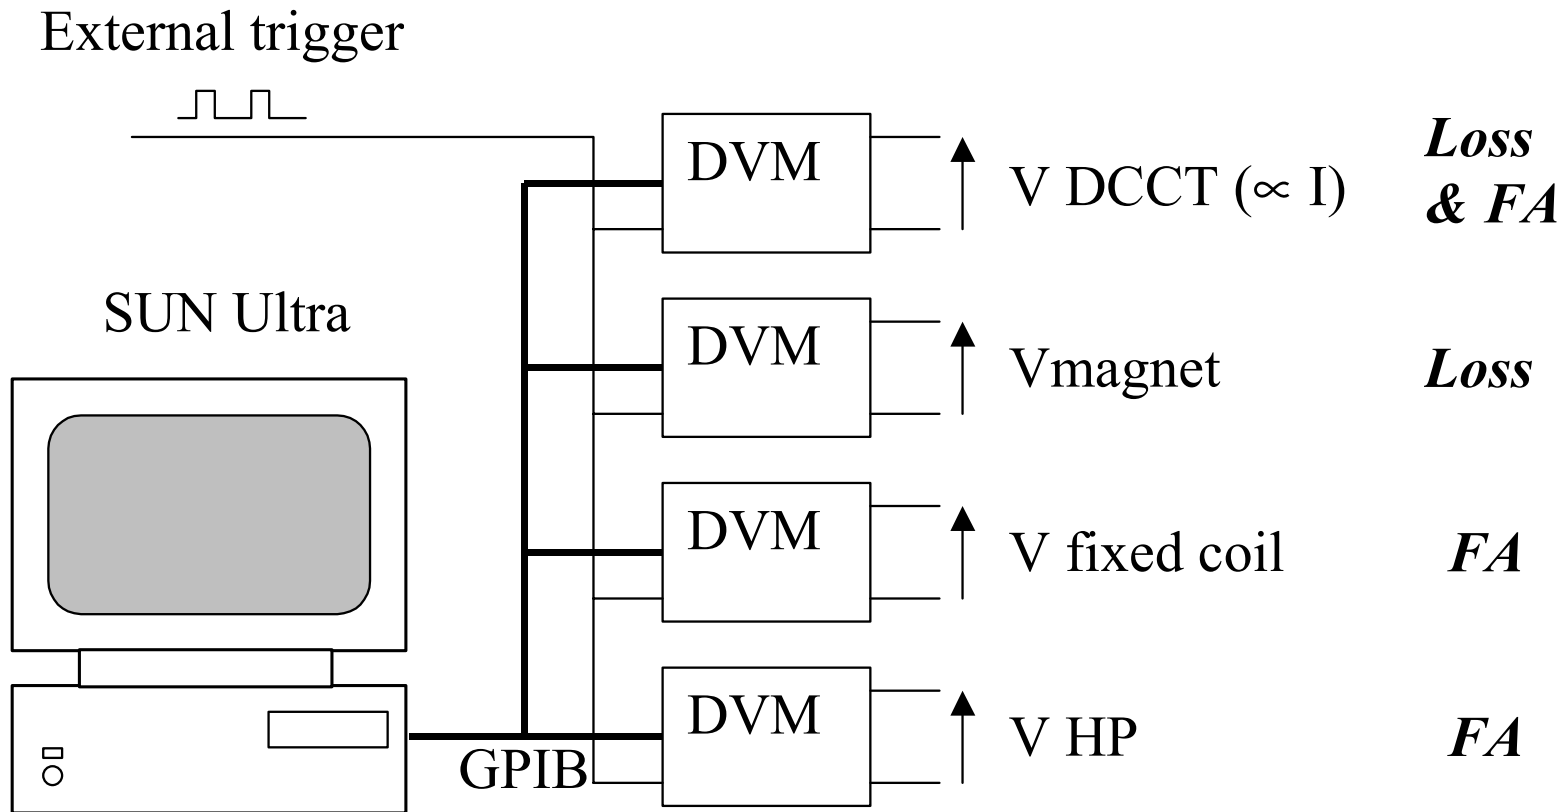 External trigger
DVM
V DCCT (∝ I)
Loss
& FA
SUN Ultra
DVM
Vmagnet
Loss
DVM
V fixed coil
FA
DVM
V HP
FA
GPIB